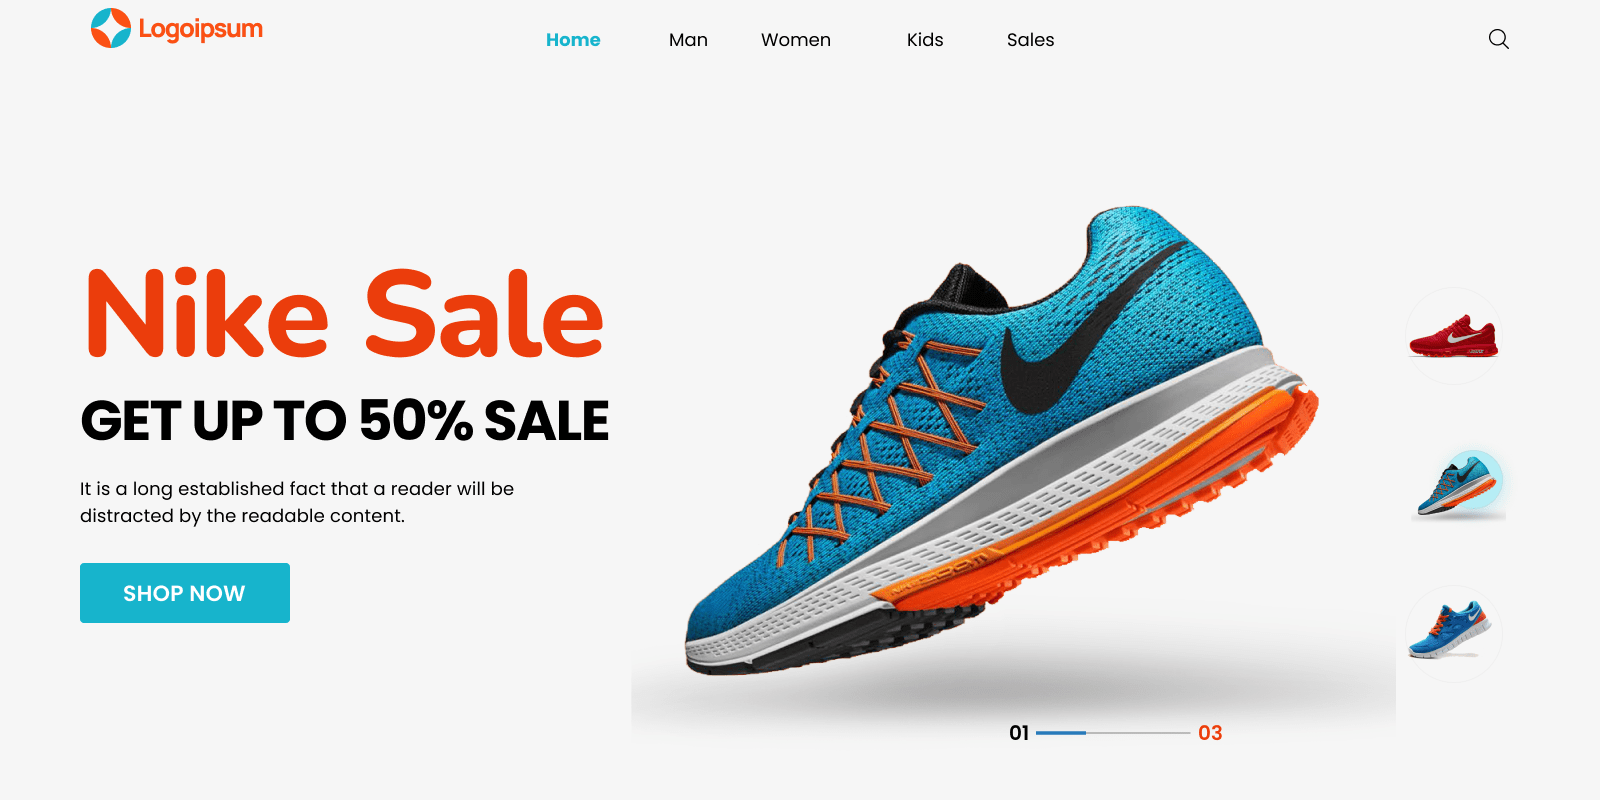 Logoipsum
Home Man Women Kids Sales
Nike Sale
GET UP TO 50% SALE
It is a long established fact that a reader will be
distracted by the readable content.
SHOP NOW
01 03